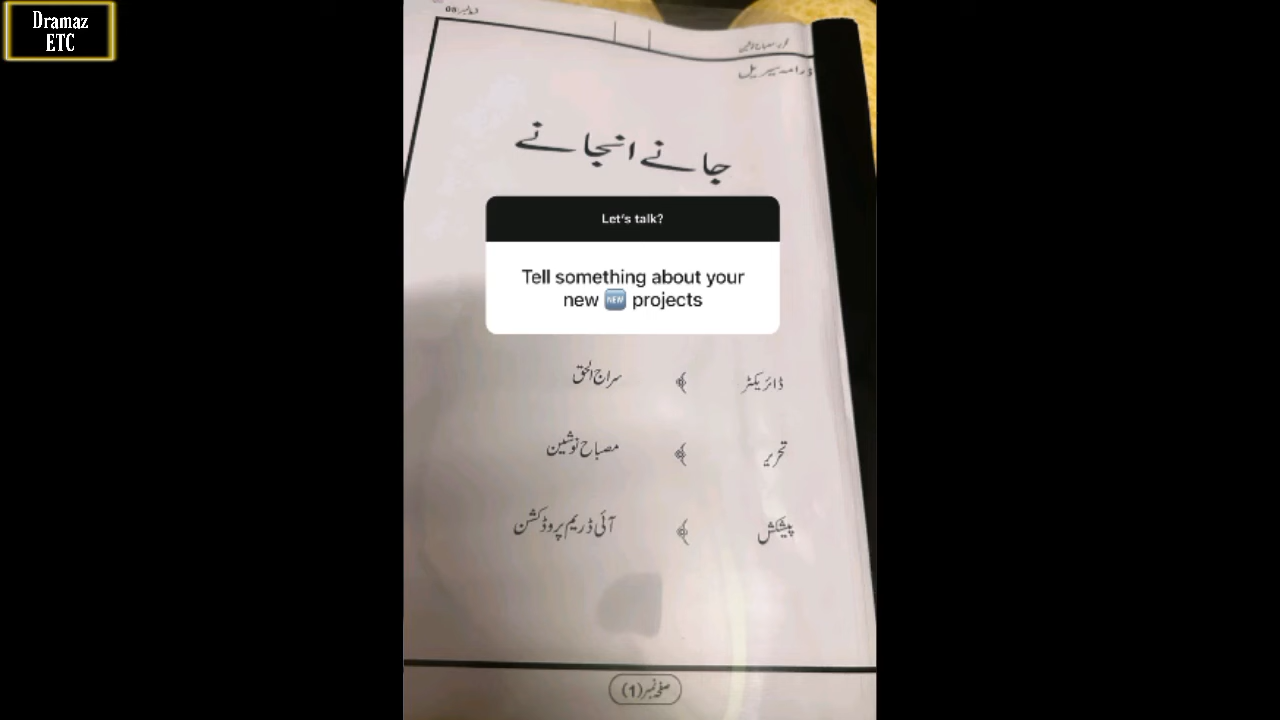 Dramaz
ETC
ڈرامہ سیریل
جانے انجانے
Let's talk?
Tell something about your
new 🆕 projects
ڈائریکٹر ﴾ سراج الحق
تحریر ﴾ مصباح نوشین
پیشکش ﴾ آئی ڈریم پروڈکشن
صفحہ نمبر (1)